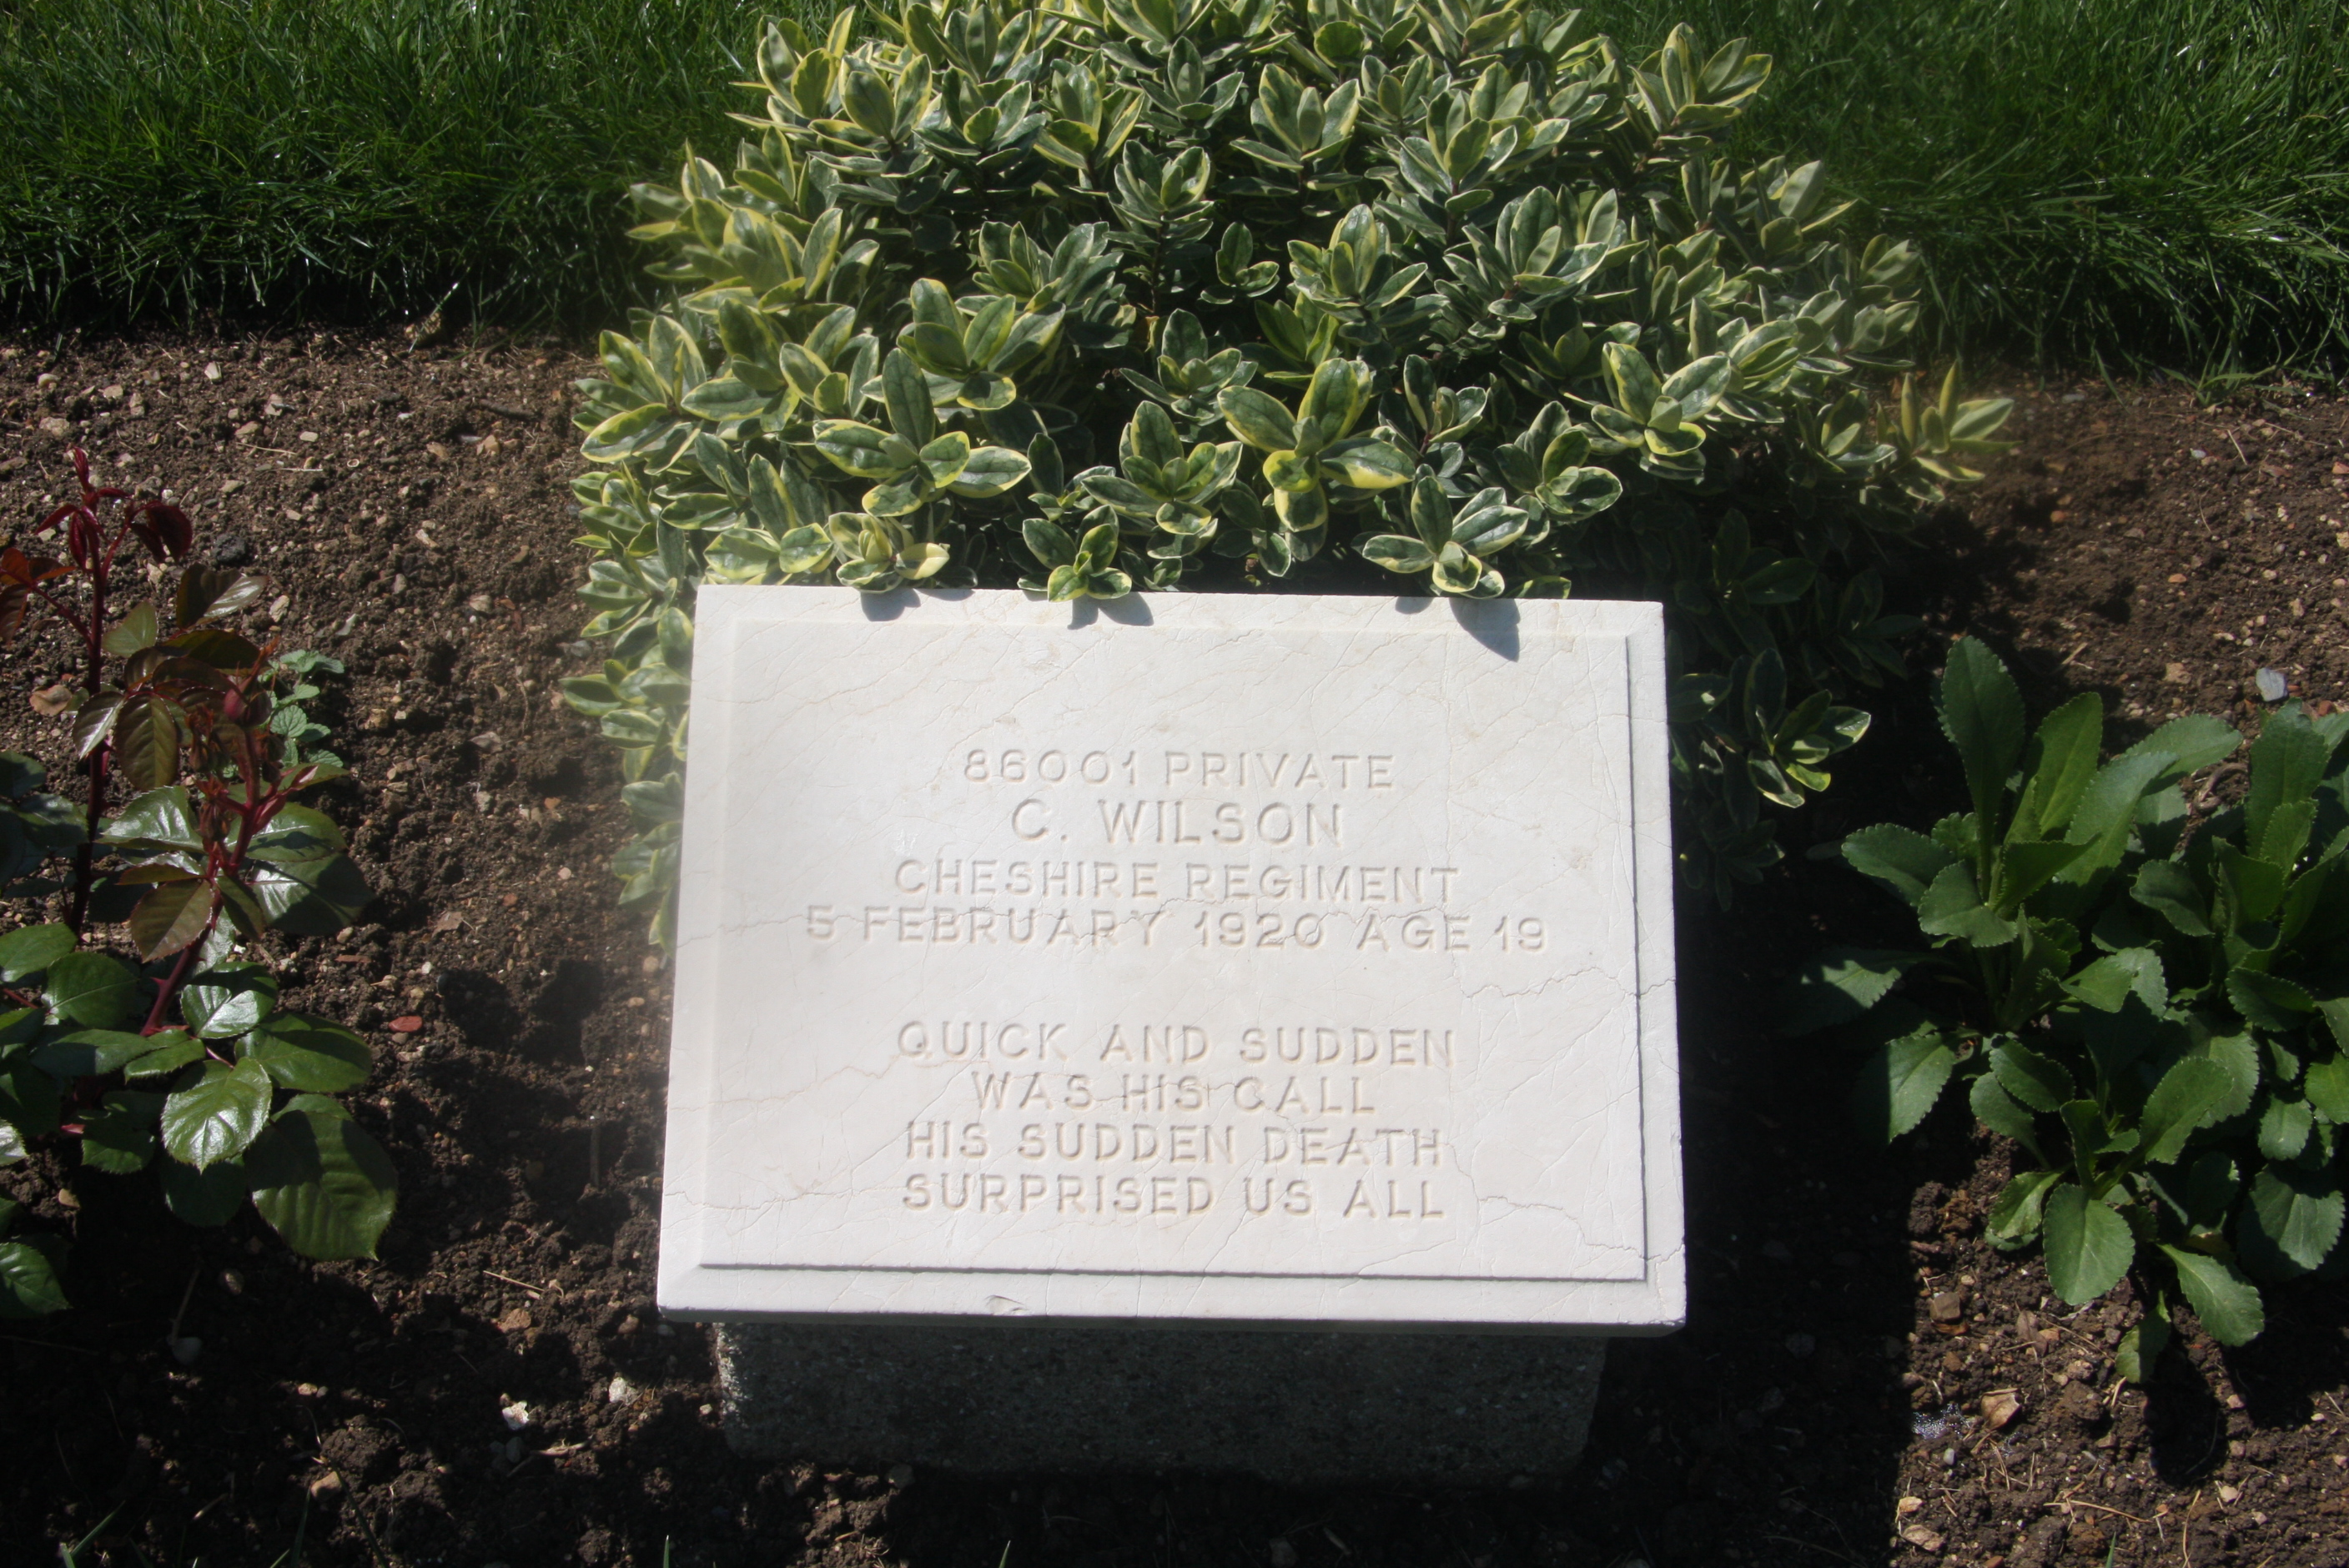 86001 PRIVATE
C. WILSON
CHESHIRE REGIMENT
5 FEBRUARY 1920 AGE 19
QUICK AND SUDDEN
WAS HIS CALL
HIS SUDDEN DEATH
SURPRISED US ALL